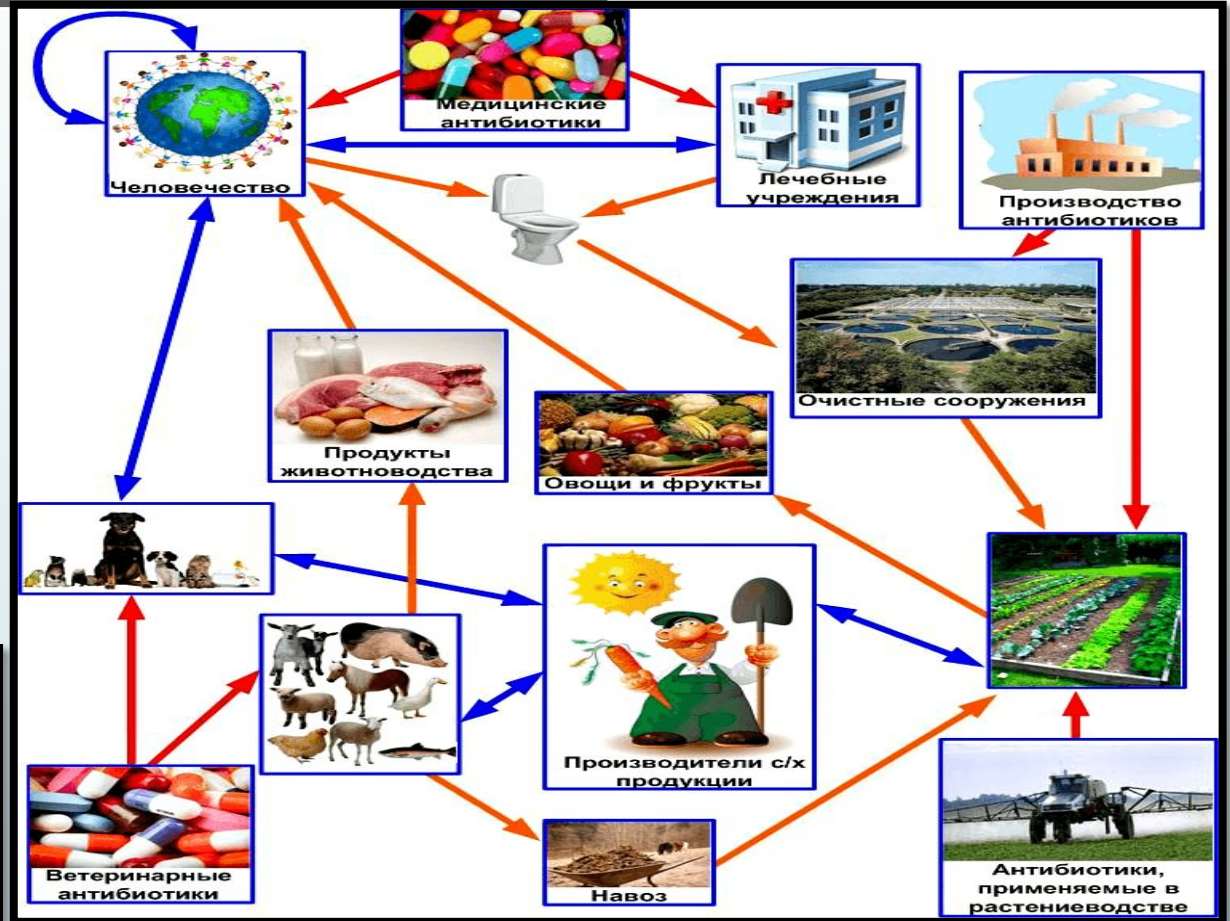 Медицинские
антибиотики
Человечество
Лечебные
учреждения
Производство
антибиотиков
Очистные сооружения
Продукты
животноводства
Овощи и фрукты
Производители с/х
продукции
Ветеринарные
антибиотики
Навоз
Антибиотики,
применяемые в
растениеводстве